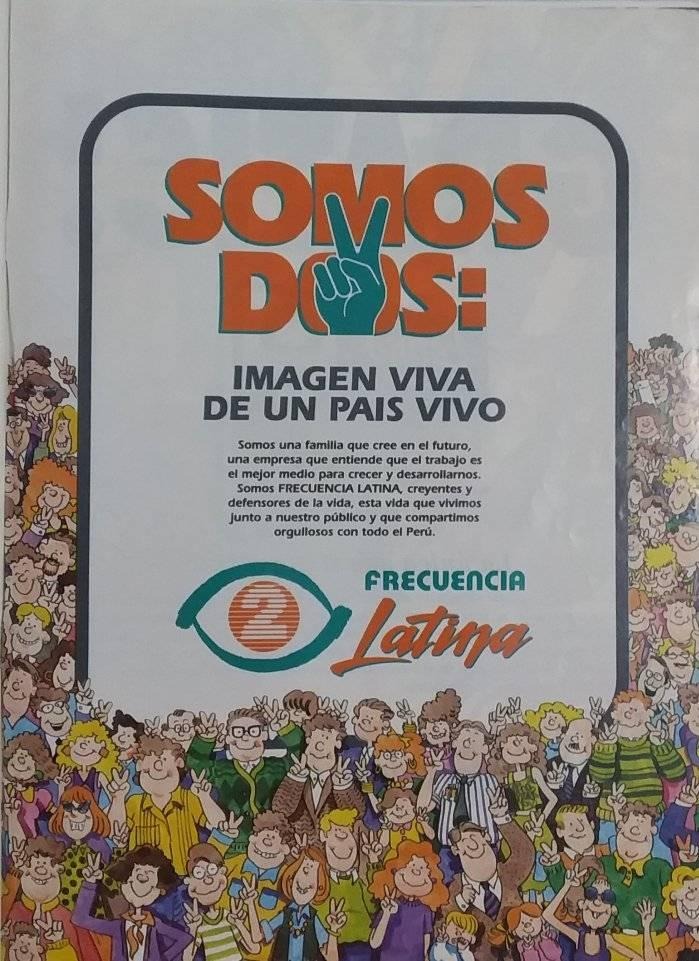 SOMOS
DOS:
IMAGEN VIVA
DE UN PAIS VIVO
Somos una familia que cree en el futuro,
una empresa que entiende que el trabajo es
el mejor medio para crecer y desarrollarnos.
Somos FRECUENCIA LATINA, creyentes y
defensores de la vida, esta vida que vivimos
junto a nuestro público y que compartimos
orgullosos con todo el Perú.
2
FRECUENCIA
Latina